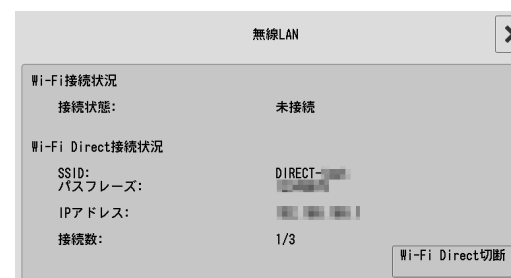 無線LAN
Wi-Fi接続状況
接続状態: 未接続
Wi-Fi Direct接続状況
SSID: DIRECT-
パスフレーズ:
IPアドレス:
接続数: 1/3
Wi-Fi Direct切断